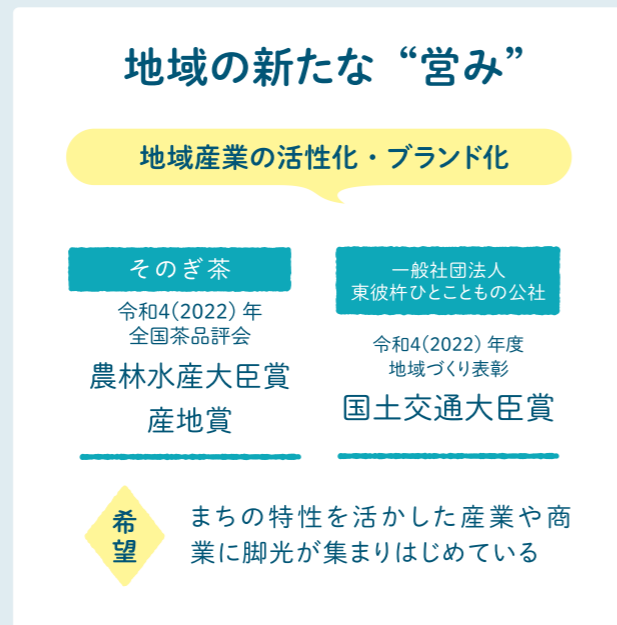 地域の新たな“営み”
地域産業の活性化・ブランド化
そのぎ茶
令和4(2022)年
全国茶品評会
農林水産大臣賞
産地賞
一般社団法人
東彼杵ひとこともの公社
令和4(2022)年度
地域づくり表彰
国土交通大臣賞
希望
まちの特性を活かした産業や商
業に脚光が集まりはじめている